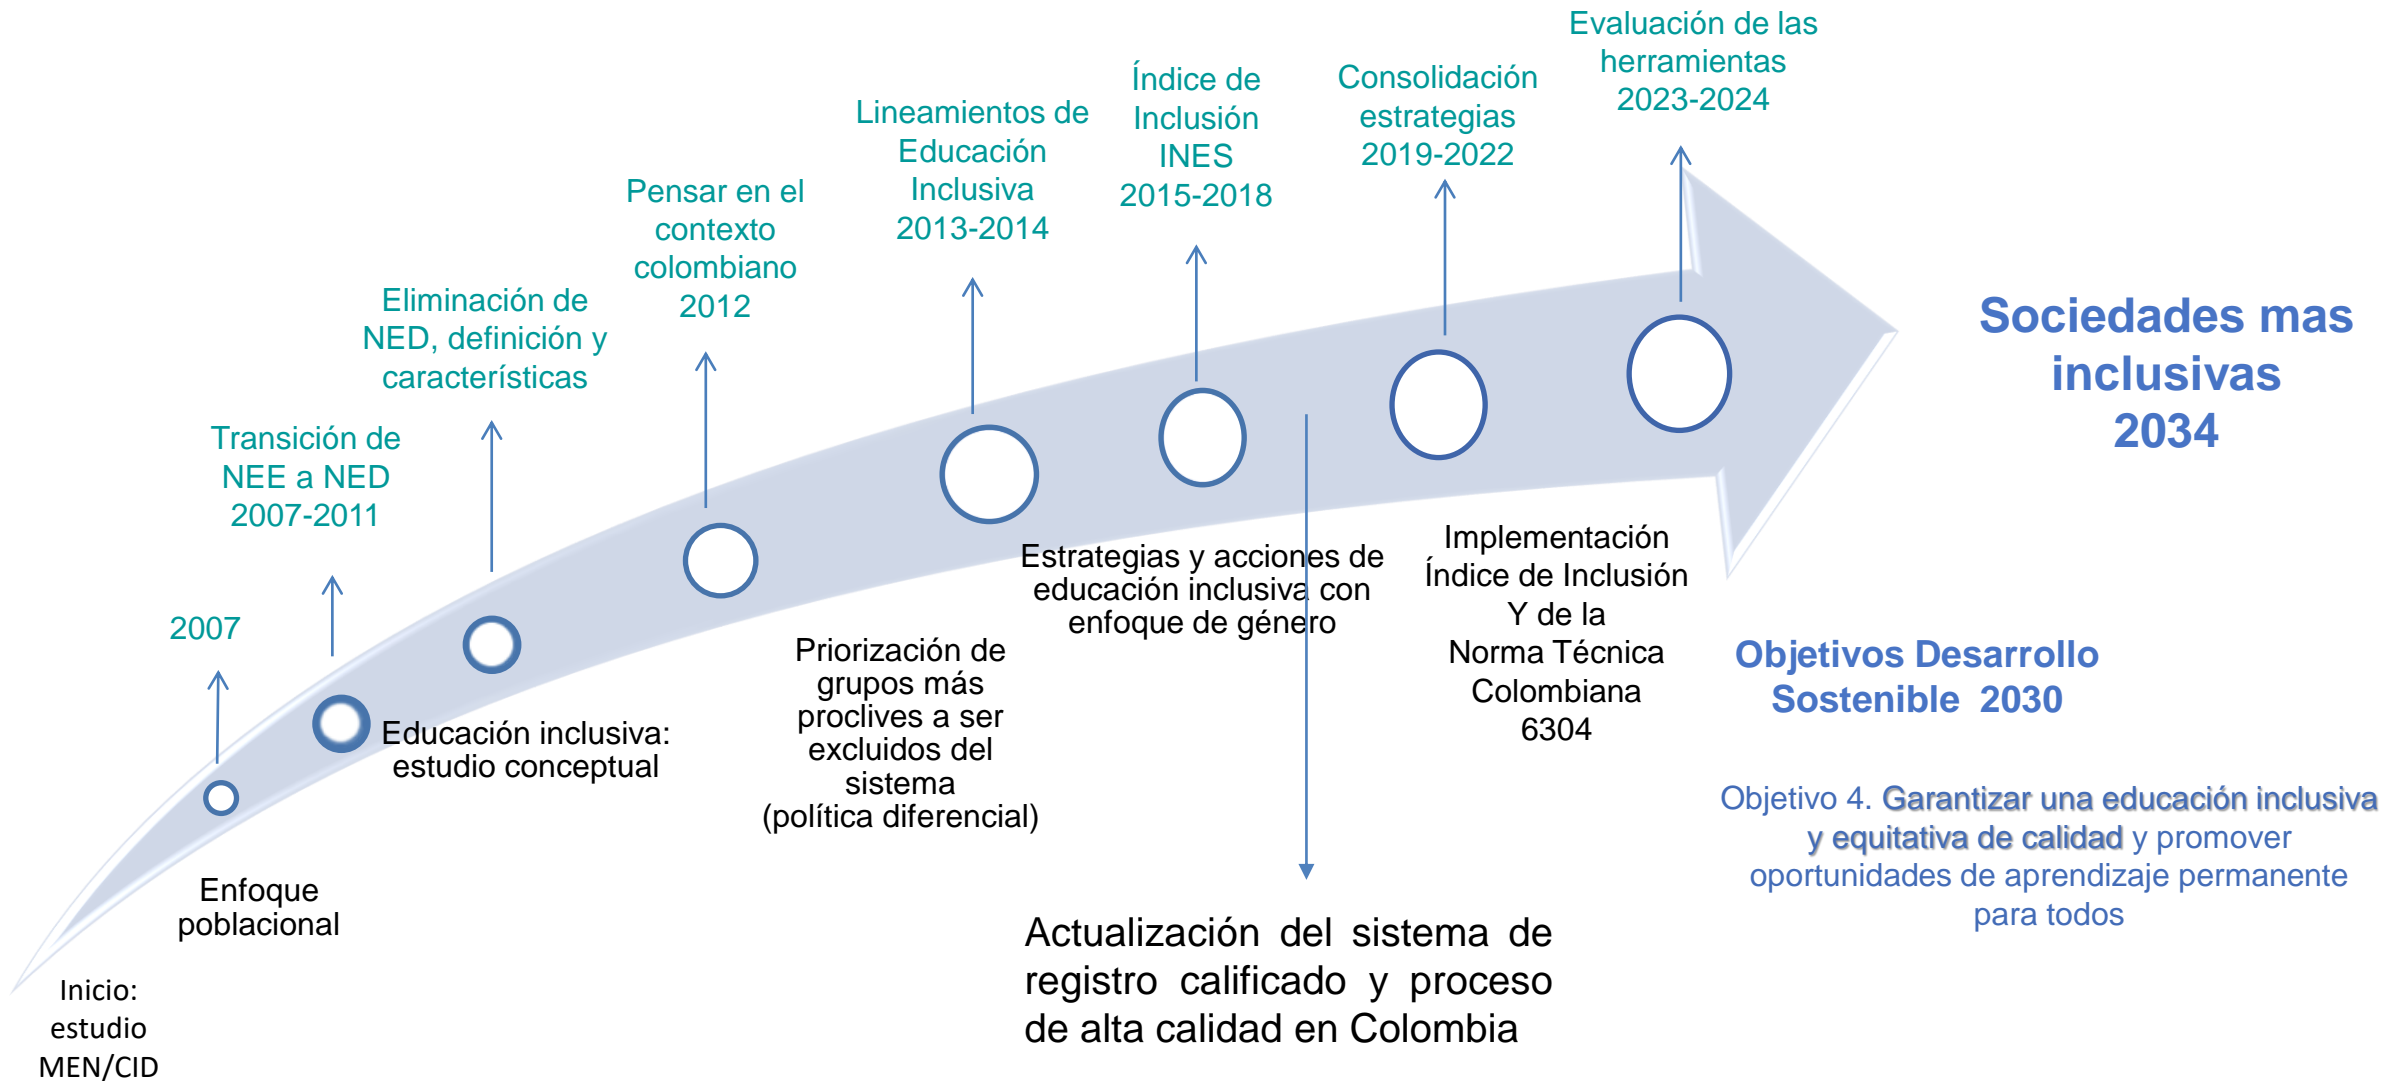 2007
Transición de
NEE a NED
2007-2011
Eliminación de
NED, definición y
características
Pensar en el
contexto
colombiano
2012
Lineamientos de
Educación
Inclusiva
2013-2014
Índice de
Inclusión
INES
2015-2018
Consolidación
estrategias
2019-2022
Evaluación de las
herramientas
2023-2024
Sociedades mas
inclusivas
2034
Inicio:
estudio
MEN/CID
Enfoque
poblacional
Educación inclusiva:
estudio conceptual
Priorización de
grupos más
proclives a ser
excluidos del
sistema
(política diferencial)
Estrategias y acciones de
educación inclusiva con
enfoque de género
Actualización del sistema de
registro calificado y proceso
de alta calidad en Colombia
Implementación
Índice de Inclusión
Y de la
Norma Técnica
Colombiana
6304
Objetivos Desarrollo
Sostenible 2030
Objetivo 4. Garantizar una educación inclusiva
y equitativa de calidad y promover
oportunidades de aprendizaje permanente
para todos